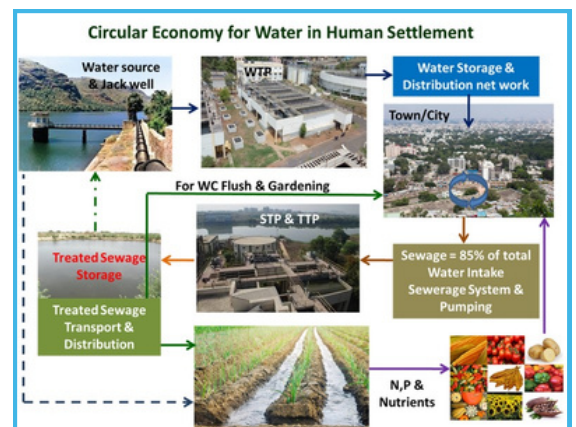 Circular Economy for Water in Human Settlement
Water source
& Jack well
WTP
Water Storage &
Distribution net work
Town/City
For WC Flush & Gardening
STP & TTP
Treated Sewage
Storage
Sewage = 85% of total
Water Intake
Sewerage System &
Pumping
Treated Sewage
Transport &
Distribution
N,P &
Nutrients